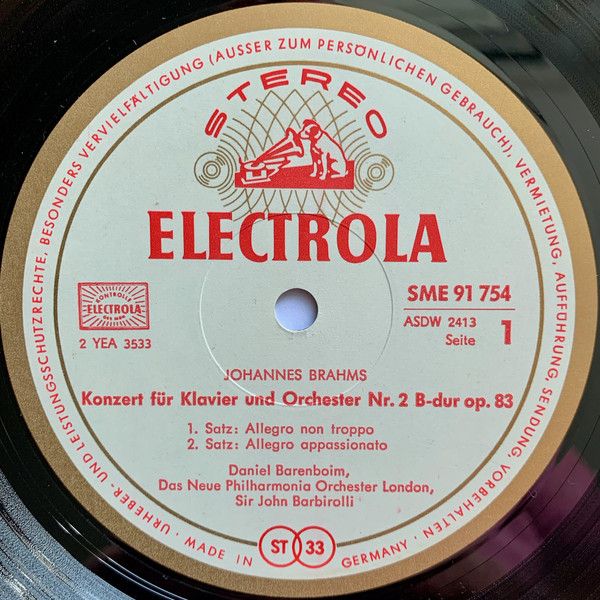 URHEBER- UND LEISTUNGSSCHUTZRECHTE, BESONDERS VERVIELFÄLTIGUNG (AUSSER ZUM PERSÖNLICHEN GEBRAUCH), VERMIETUNG, AUFFÜHRUNG, SENDUNG, VORBEHALTEN ·
STEREO
ELECTROLA
KONTROLLE
ELECTROLA
SME 91 754
ASDW 2413
2 YEA 3533
Seite 1
JOHANNES BRAHMS
Konzert für Klavier und Orchester Nr. 2 B-dur op. 83
1. Satz: Allegro non troppo
2. Satz: Allegro appassionato
Daniel Barenboim,
Das Neue Philharmonia Orchester London,
Sir John Barbirolli
MADE IN GERMANY ·
ST 33